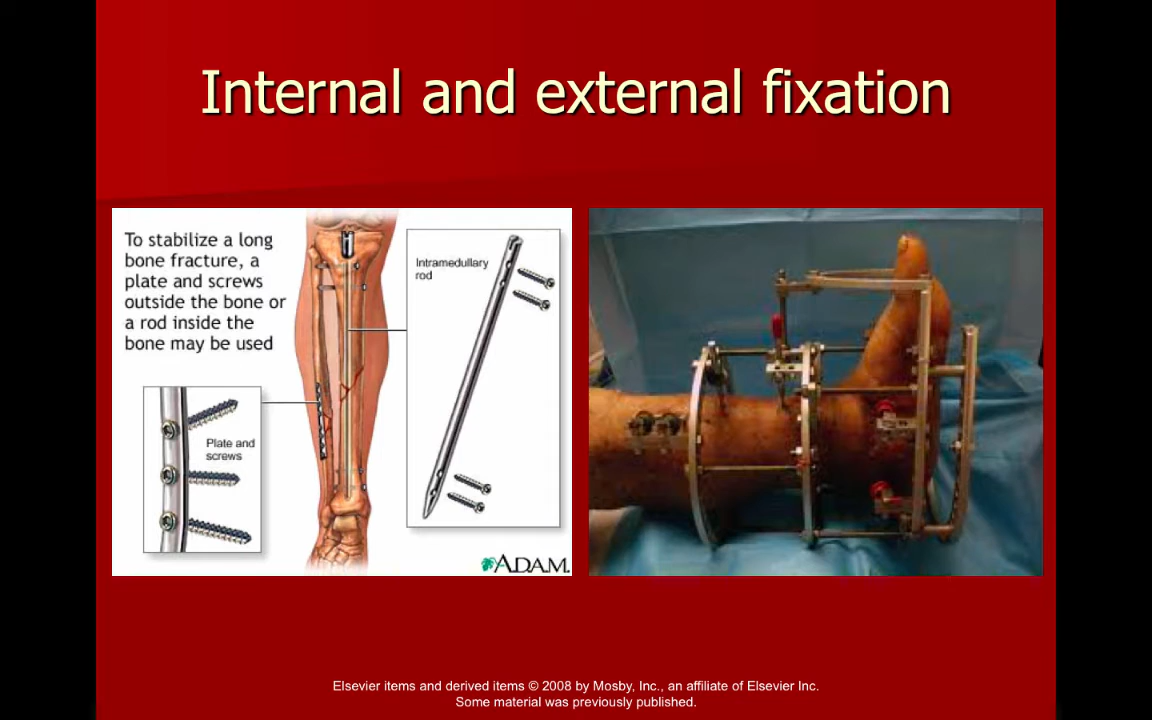 Internal and external fixation
To stabilize a long
bone fracture, a
plate and screws
outside the bone or
a rod inside the
bone may be used
Intramedullary
rod
Plate and
screws
ADAM.
Elsevier items and derived items © 2008 by Mosby, Inc., an affiliate of Elsevier Inc.
Some material was previously published.